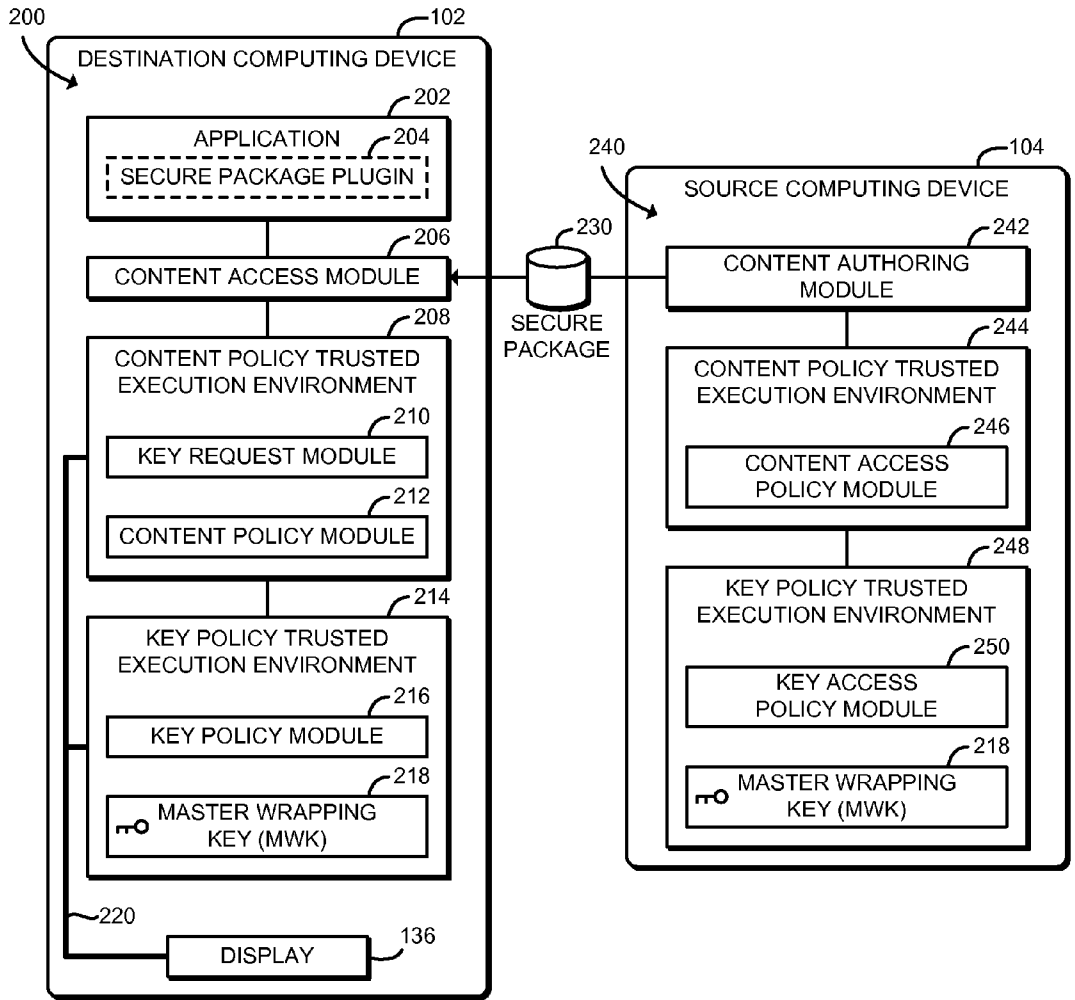 200
102
DESTINATION COMPUTING DEVICE
202
APPLICATION
204
SECURE PACKAGE PLUGIN
206
CONTENT ACCESS MODULE
208
CONTENT POLICY TRUSTED
EXECUTION ENVIRONMENT
210
KEY REQUEST MODULE
212
CONTENT POLICY MODULE
214
KEY POLICY TRUSTED
EXECUTION ENVIRONMENT
216
KEY POLICY MODULE
218
MASTER WRAPPING
KEY (MWK)
220
DISPLAY
136
230
SECURE
PACKAGE
240
104
SOURCE COMPUTING DEVICE
242
CONTENT AUTHORING
MODULE
244
CONTENT POLICY TRUSTED
EXECUTION ENVIRONMENT
246
CONTENT ACCESS
POLICY MODULE
248
KEY POLICY TRUSTED
EXECUTION ENVIRONMENT
250
KEY ACCESS
POLICY MODULE
218
MASTER WRAPPING
KEY (MWK)